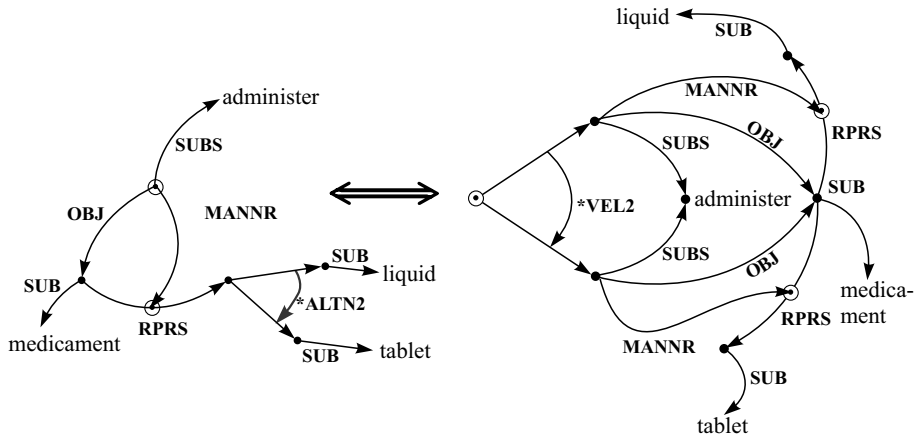 administer
SUBS
OBJ
MANNR
SUB
SUB
liquid
*ALTN2
RPRS
medicament
SUB
tablet
liquid
SUB
MANNR
RPRS
OBJ
SUBS
SUB
administer
*VEL2
SUBS
OBJ
medica-
ment
RPRS
MANNR
SUB
tablet